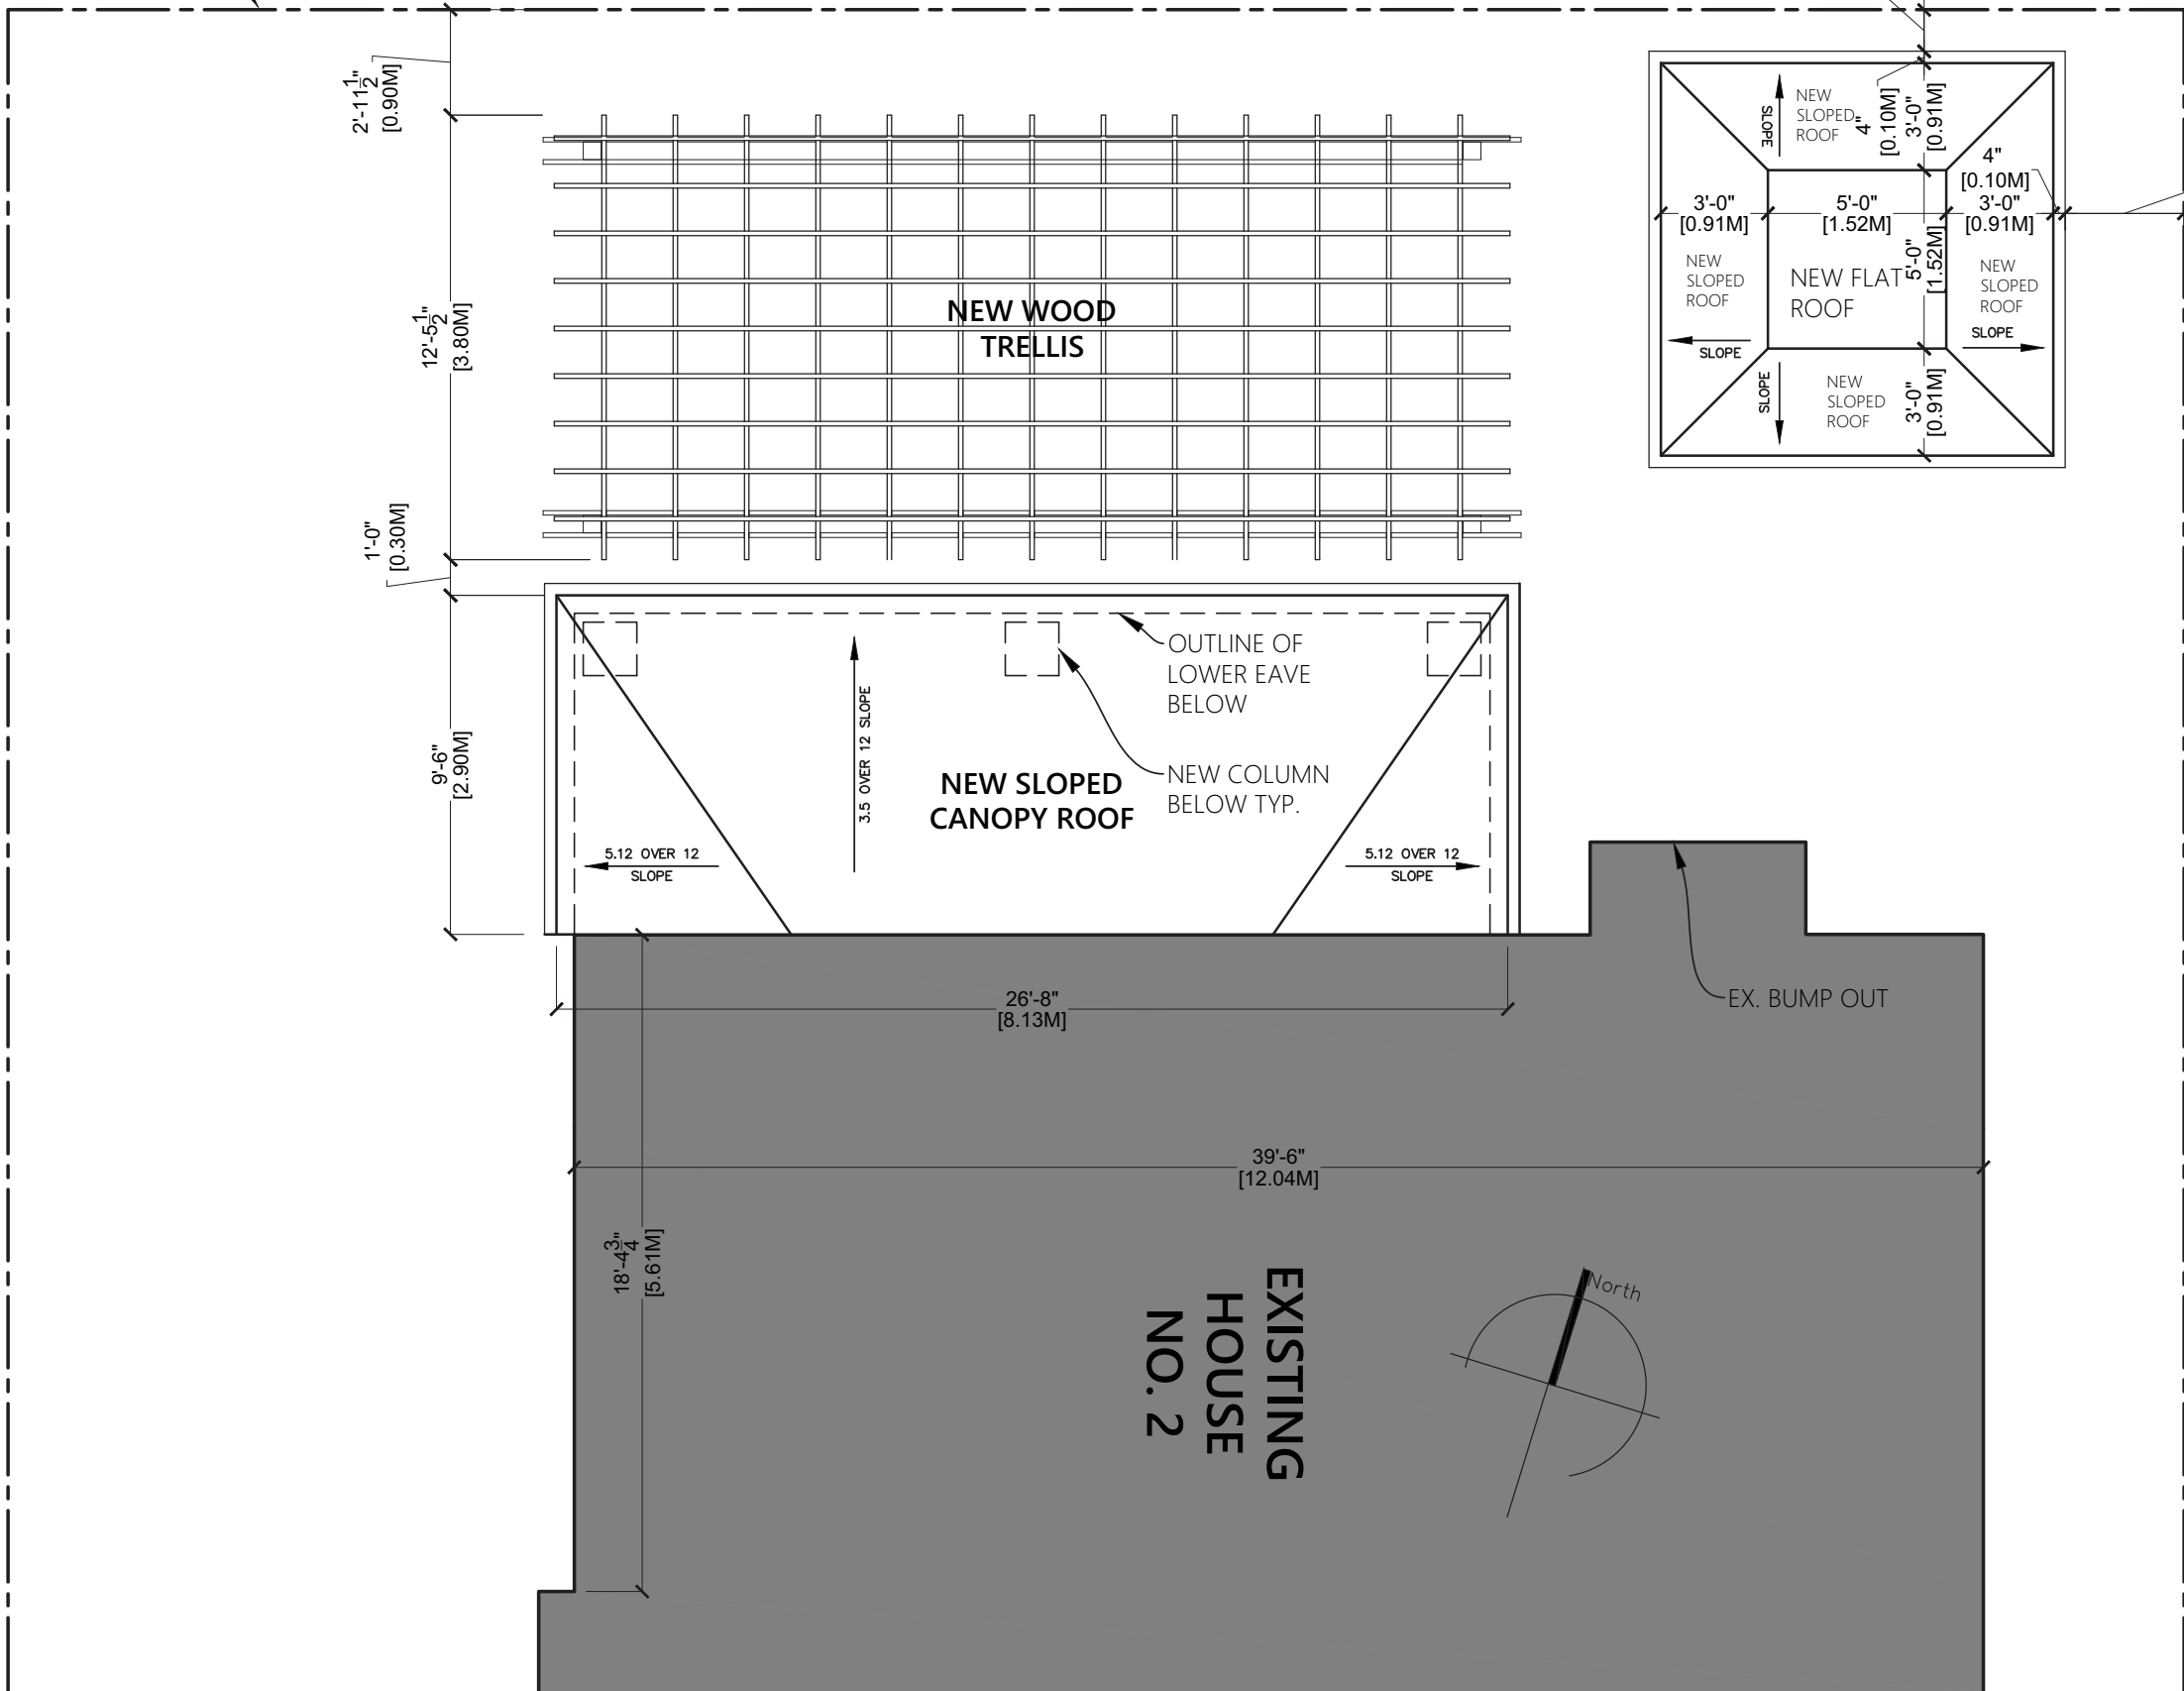 2'-11 1/2"
[0.90M]
12'-5 1/2"
[3.80M]
1'-0"
[0.30M]
9'-6"
[2.90M]
NEW WOOD
TRELLIS
SLOPE
NEW
SLOPED
ROOF
4"
[0.10M]
3'-0"
[0.91M]
4"
[0.10M]
3'-0"
[0.91M]
5'-0"
[1.52M]
3'-0"
[0.91M]
NEW
SLOPED
ROOF
SLOPE
NEW FLAT
ROOF
5'-0"
[1.52M]
NEW
SLOPED
ROOF
SLOPE
SLOPE
NEW
SLOPED
ROOF
3'-0"
[0.91M]
OUTLINE OF
LOWER EAVE
BELOW
3.5 OVER 12 SLOPE
NEW SLOPED
CANOPY ROOF
NEW COLUMN
BELOW TYP.
5.12 OVER 12
SLOPE
5.12 OVER 12
SLOPE
26'-8"
[8.13M]
EX. BUMP OUT
39'-6"
[12.04M]
18'-4 3/4"
[5.61M]
EXISTING
HOUSE
NO. 2
North